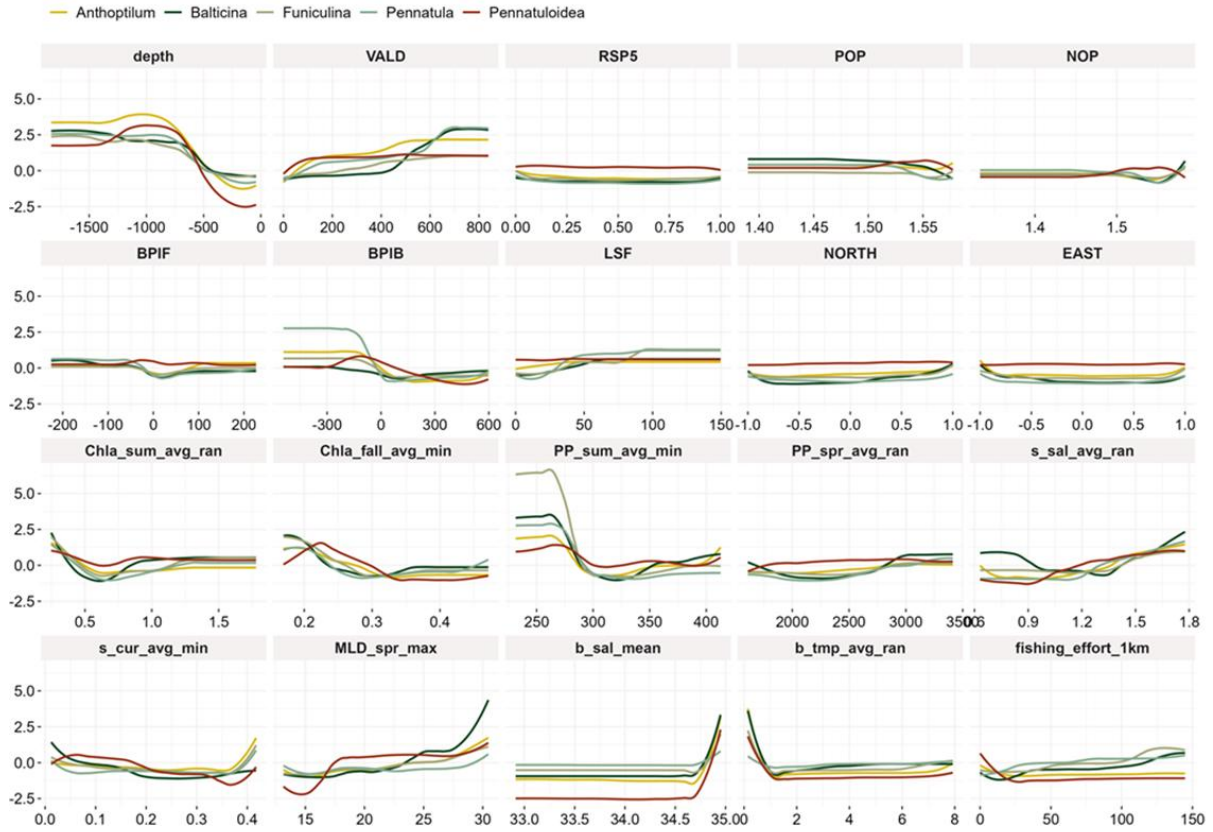 Anthoptilum Balticina Funiculina Pennatula Pennatuloidea
depth VALD RSP5 POP NOP
5.0
2.5
0.0
-2.5
-1500 -1000 -500 0 0 200 400 600 800 0.00 0.25 0.50 0.75 1.00 1.40 1.45 1.50 1.55 1.4 1.5
BPIF BPIB LSF NORTH EAST
5.0
2.5
0.0
-2.5
-200 -100 0 100 200 -300 0 300 600 0 50 100 150 -1.0 -0.5 0.0 0.5 1.0 -1.0 -0.5 0.0 0.5 1.0
Chla_sum_avg_ran Chla_fall_avg_min PP_sum_avg_min PP_spr_avg_ran s_sal_avg_ran
5.0
2.5
0.0
-2.5
0.5 1.0 1.5 0.2 0.3 0.4 250 300 350 400 2000 2500 3000 3500 0.6 0.9 1.2 1.5 1.8
s_cur_avg_min MLD_spr_max b_sal_mean b_tmp_avg_ran fishing_effort_1km
5.0
2.5
0.0
-2.5
0.0 0.1 0.2 0.3 0.4 15 20 25 30 33.0 33.5 34.0 34.5 35.0 0 2 4 6 8 0 50 100 150